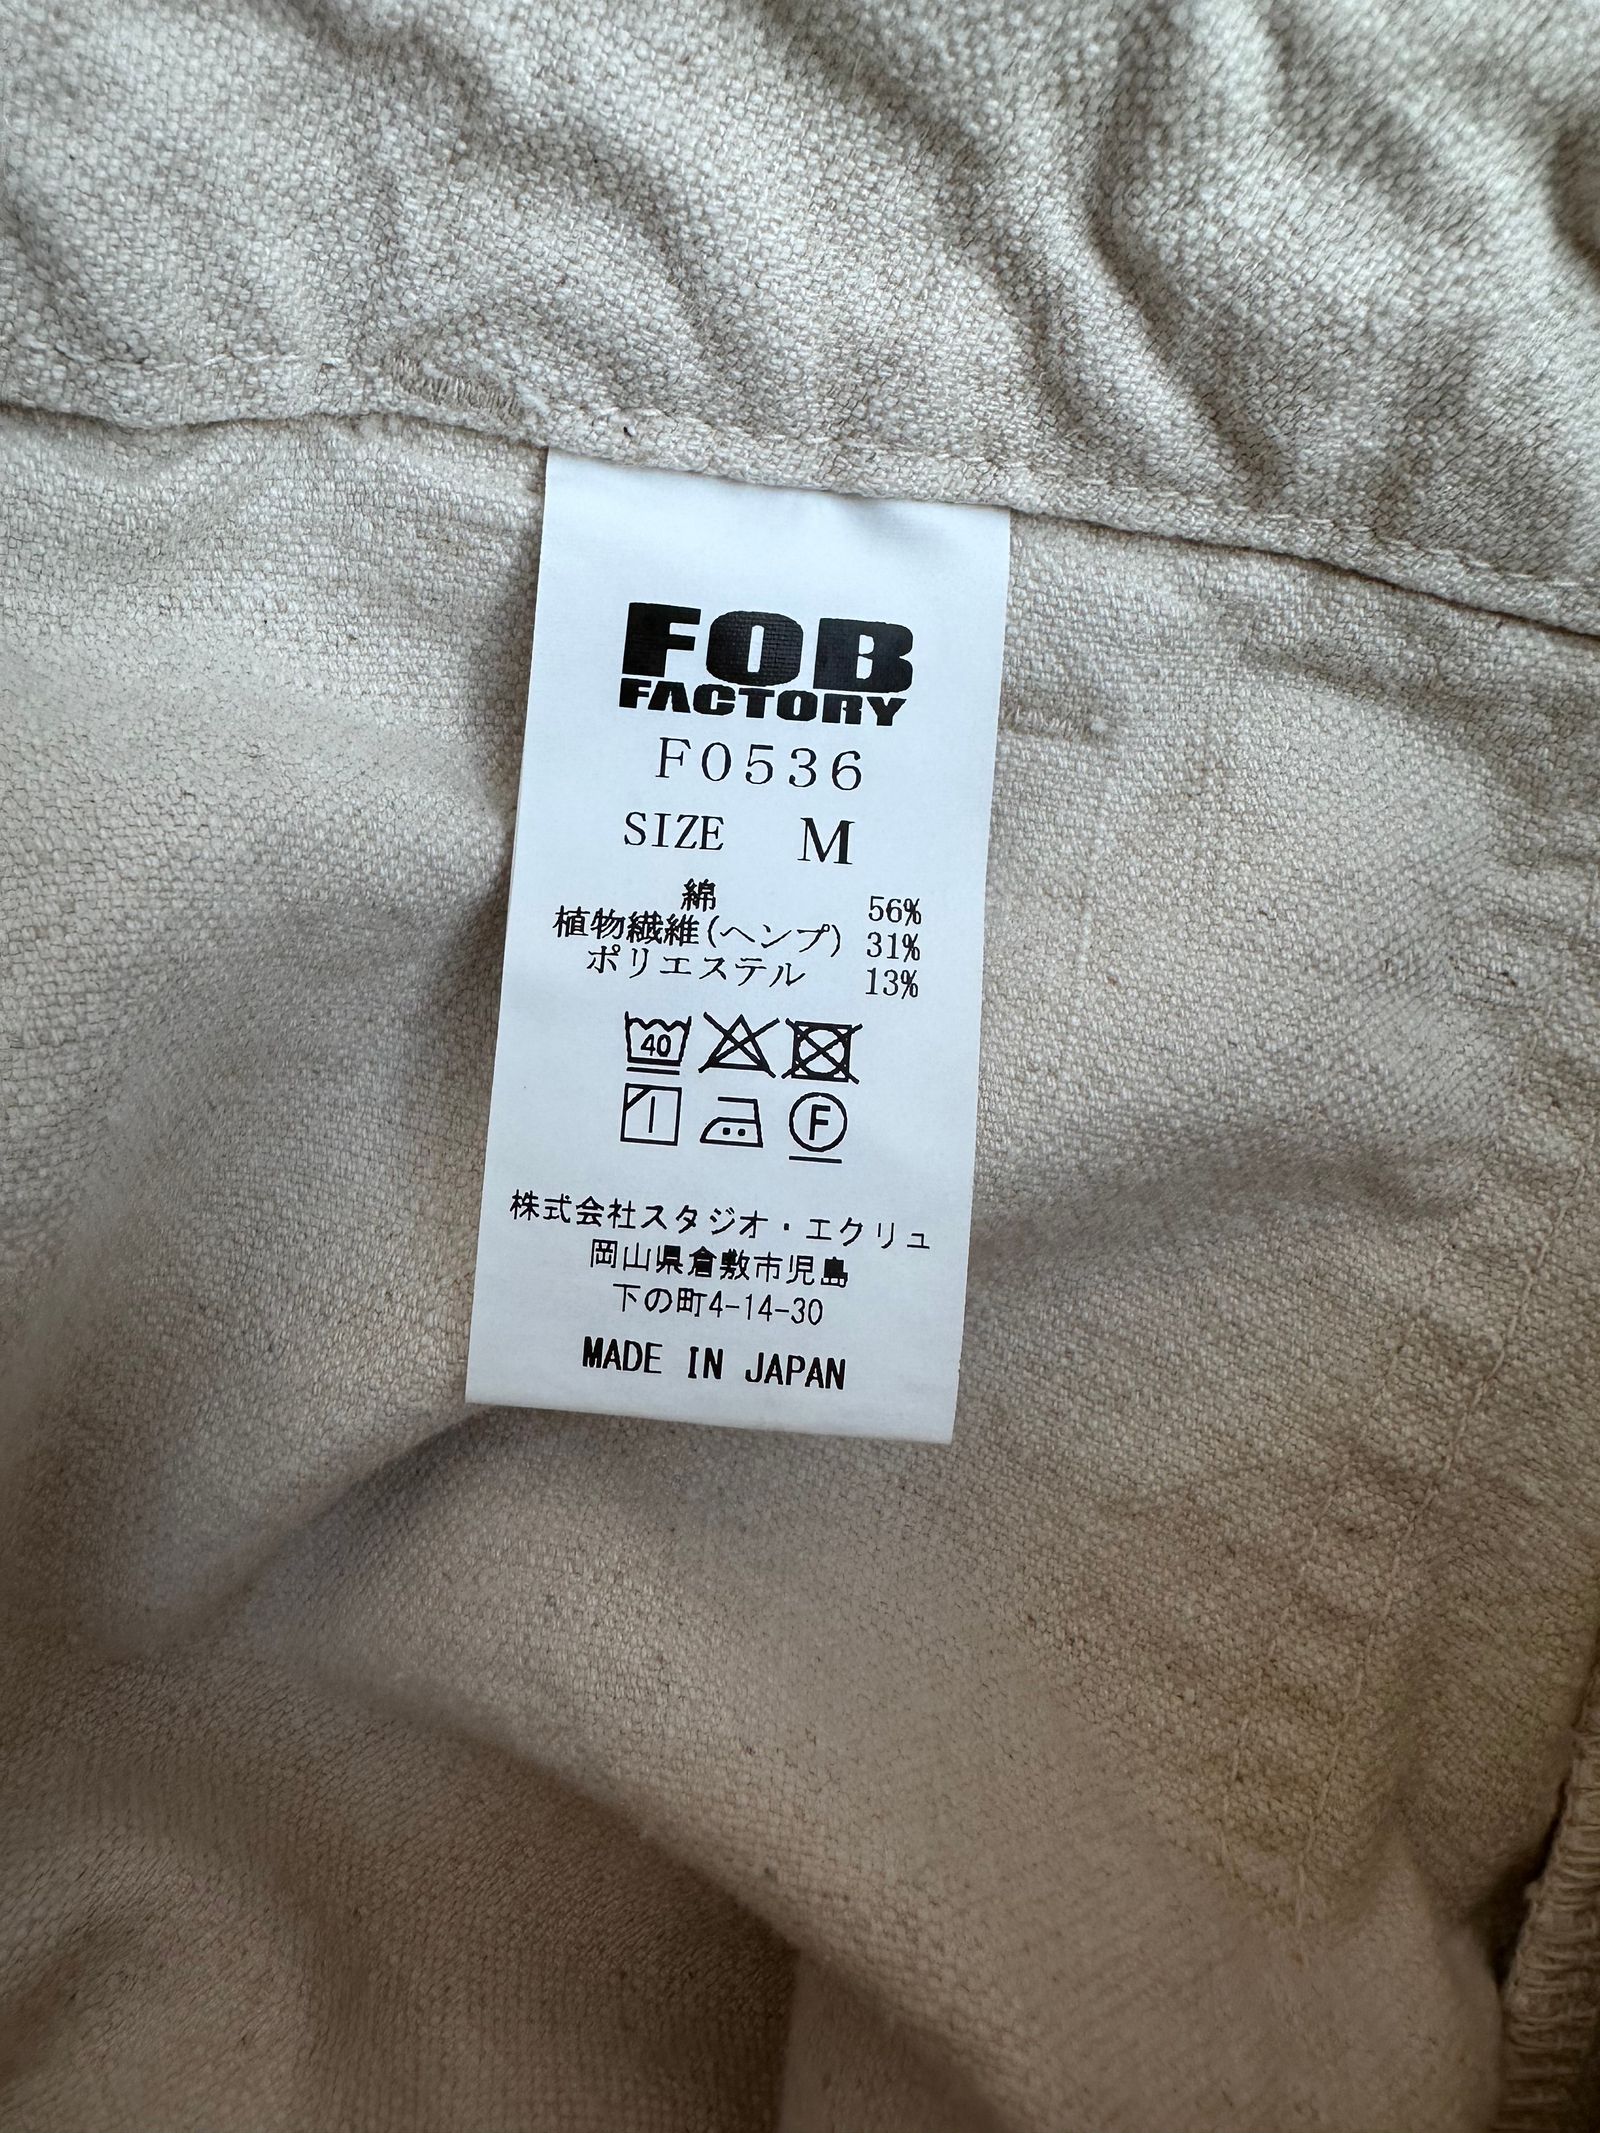 FOB
FACTORY
F0536
SIZE M
綿 56%
植物繊維(ヘンプ) 31%
ポリエステル 13%
40
F
株式会社スタジオ・エクリュ
岡山県倉敷市児島
下の町4-14-30
MADE IN JAPAN